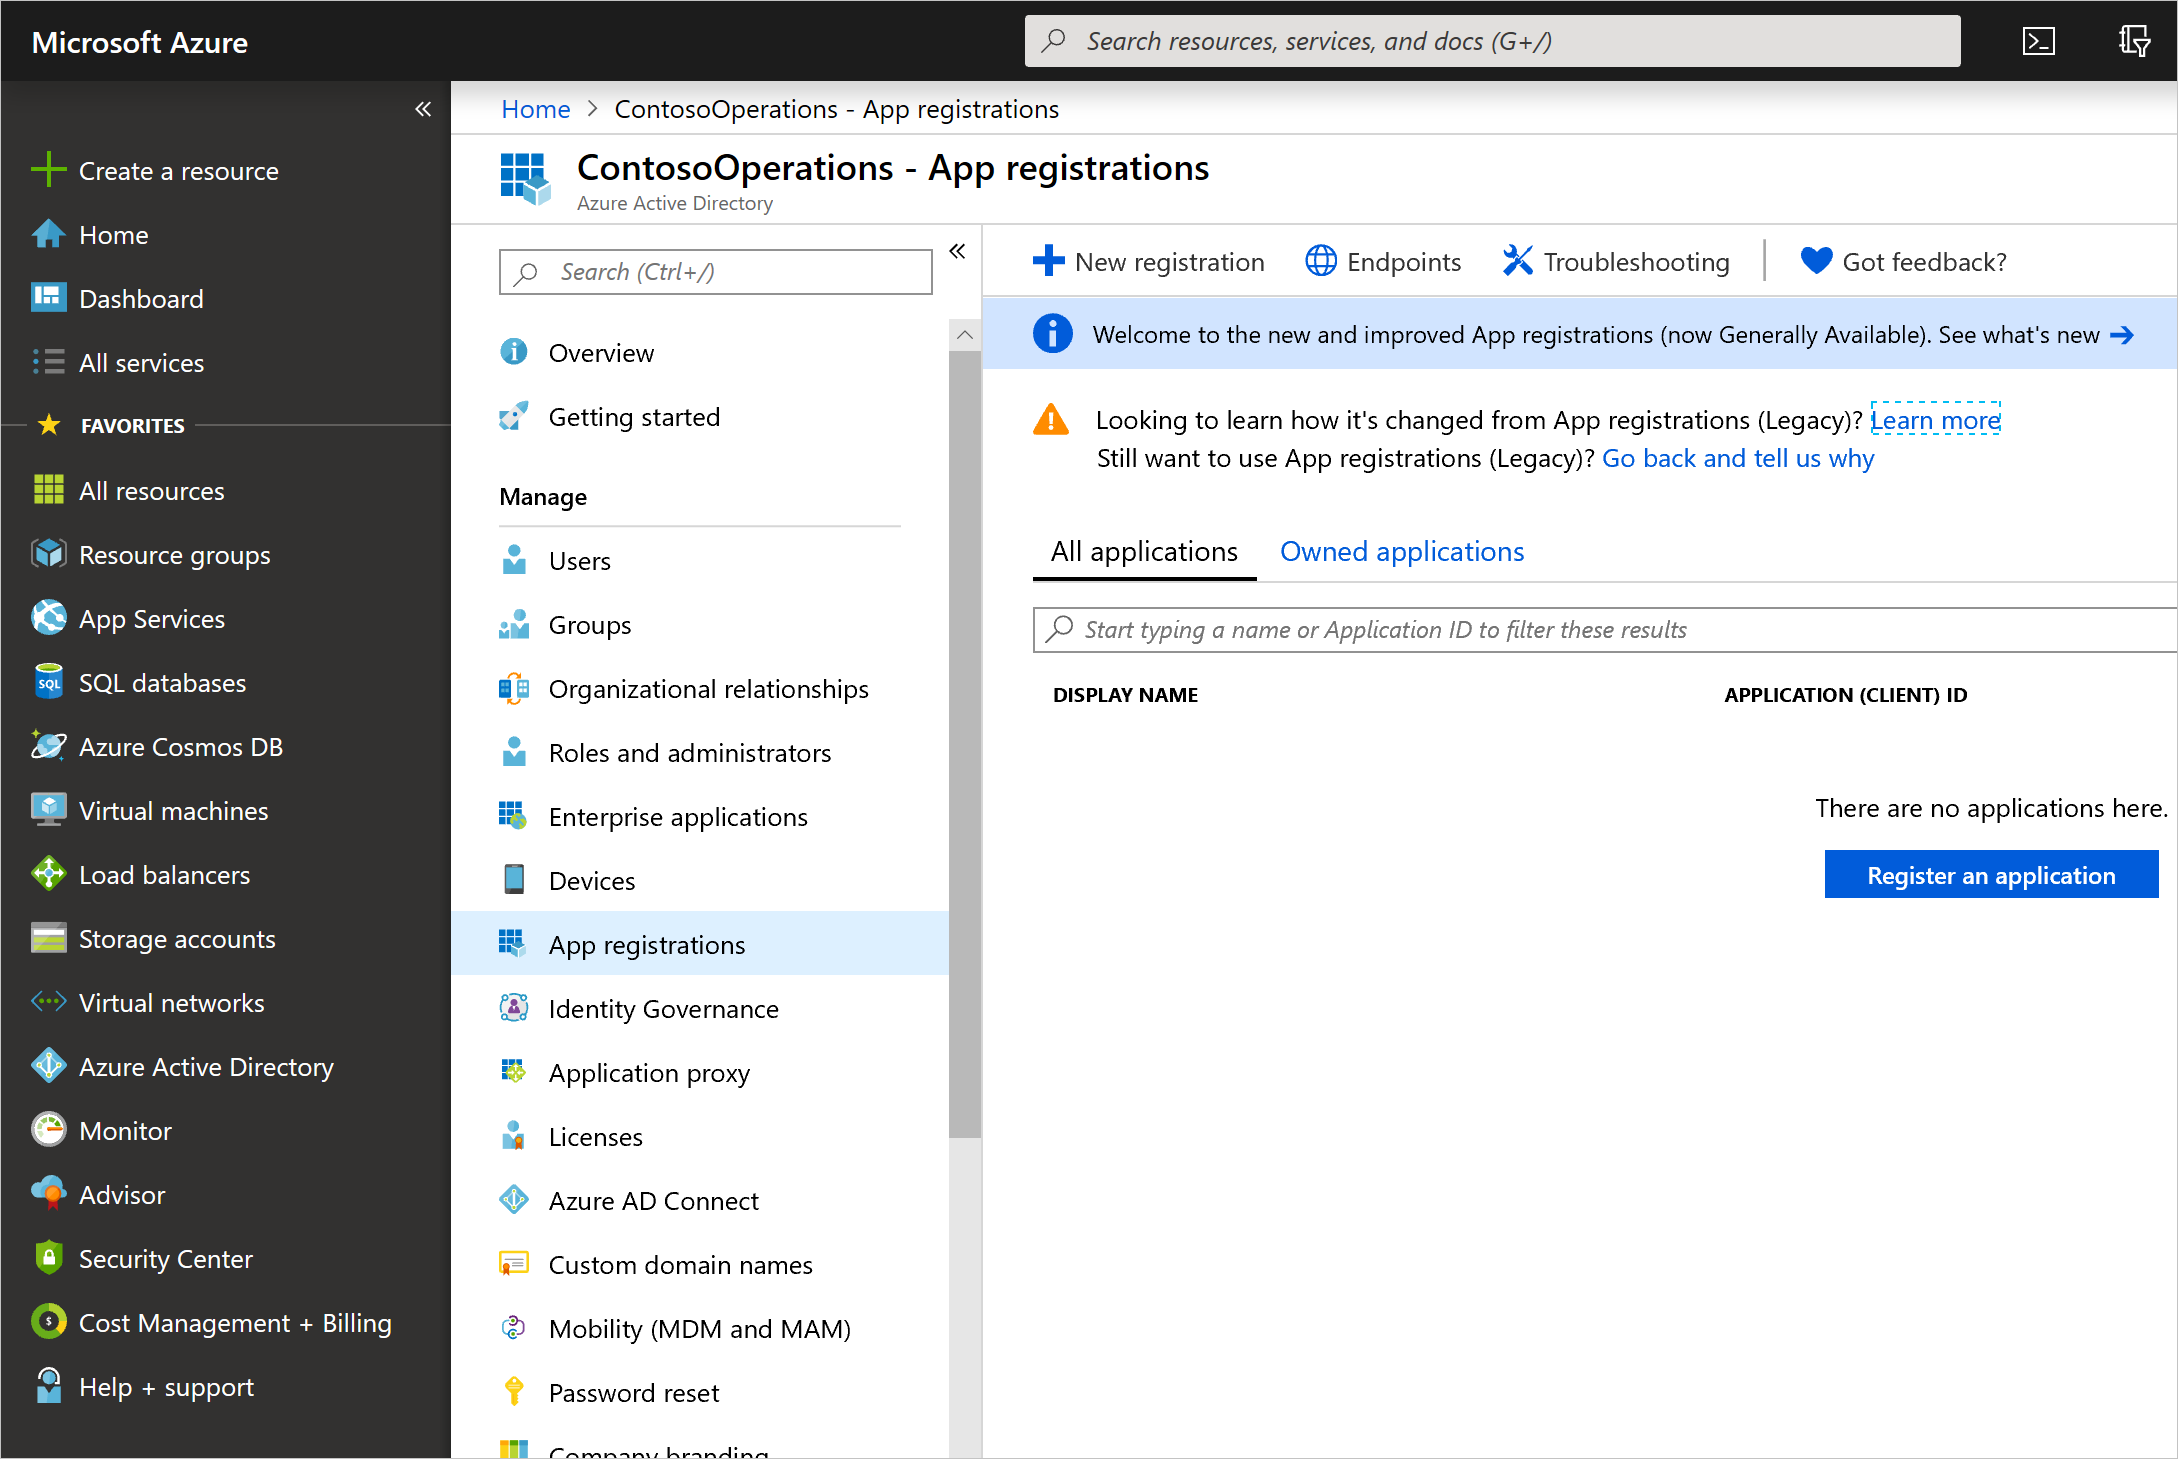 Microsoft Azure
Search resources, services, and docs (G+/)
Create a resource
Home
Dashboard
All services
FAVORITES
All resources
Resource groups
App Services
SQL
SQL databases
Azure Cosmos DB
Virtual machines
Load balancers
Storage accounts
Virtual networks
Azure Active Directory
Monitor
Advisor
Security Center
Cost Management + Billing
Help + support
Home > ContosoOperations - App registrations
ContosoOperations - App registrations
Azure Active Directory
Search (Ctrl+/)
Overview
Getting started
Manage
Users
Groups
Organizational relationships
Roles and administrators
Enterprise applications
Devices
App registrations
Identity Governance
Application proxy
Licenses
Azure AD Connect
Custom domain names
Mobility (MDM and MAM)
Password reset
Company branding
New registration Endpoints Troubleshooting Got feedback?
Welcome to the new and improved App registrations (now Generally Available). See what's new →
Looking to learn how it's changed from App registrations (Legacy)? Learn more
Still want to use App registrations (Legacy)? Go back and tell us why
All applications Owned applications
Start typing a name or Application ID to filter these results
DISPLAY NAME APPLICATION (CLIENT) ID
There are no applications here.
Register an application